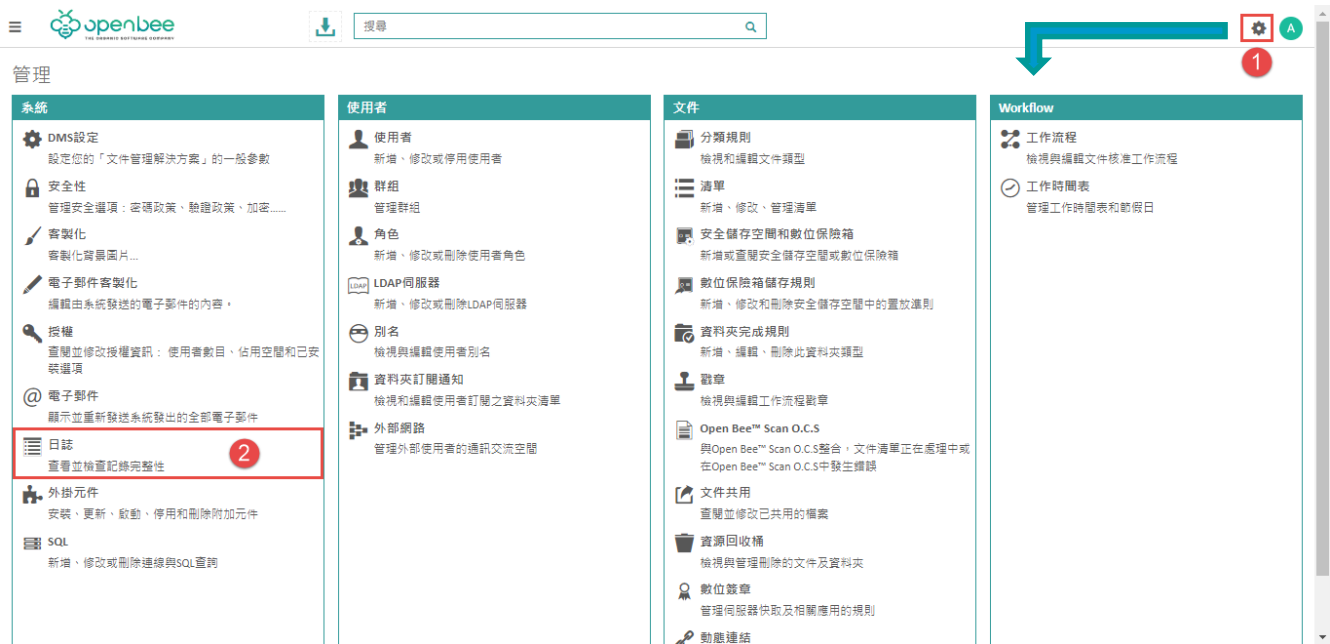 openbee
THE ORGANIC SOFTWARE COMPANY
搜尋
A
1
管理
系統
DMS設定
設定您的「文件管理解決方案」的一般參數
安全性
管理安全選項：密碼政策、驗證政策、加密......
客製化
客製化背景圖片...
電子郵件客製化
編輯由系統發送的電子郵件的內容。
授權
查閱並修改授權資訊： 使用者數目、佔用空間和已安
裝選項
@ 電子郵件
顯示並重新發送系統發出的全部電子郵件
日誌
查看並檢查記錄完整性
2
外掛元件
安裝、更新、啟動、停用和刪除附加元件
SQL
新增、修改或刪除連線與SQL查詢
使用者
使用者
新增、修改或停用使用者
群組
管理群組
角色
新增、修改或刪除使用者角色
LDAP LDAP伺服器
新增、修改或刪除LDAP伺服器
別名
檢視與編輯使用者別名
資料夾訂閱通知
檢視和編輯使用者訂閱之資料夾清單
外部網路
管理外部使用者的通訊交流空間
文件
分類規則
檢視和編輯文件類型
清單
新增、修改、管理清單
安全儲存空間和數位保險箱
新增或查閱安全儲存空間或數位保險箱
數位保險箱儲存規則
新增、修改和刪除安全儲存空間中的置放準則
資料夾完成規則
新增、編輯、刪除此資料夾類型
戳章
檢視與編輯工作流程戳章
Open Bee™ Scan O.C.S
與Open Bee™ Scan O.C.S整合，文件清單正在處理中或
在Open Bee™ Scan O.C.S中發生錯誤
文件共用
查閱並修改已共用的檔案
資源回收桶
檢視與管理刪除的文件及資料夾
數位簽章
管理伺服器快取及相關應用的規則
動態連結
Workflow
工作流程
檢視與編輯文件核准工作流程
工作時間表
管理工作時間表和節假日